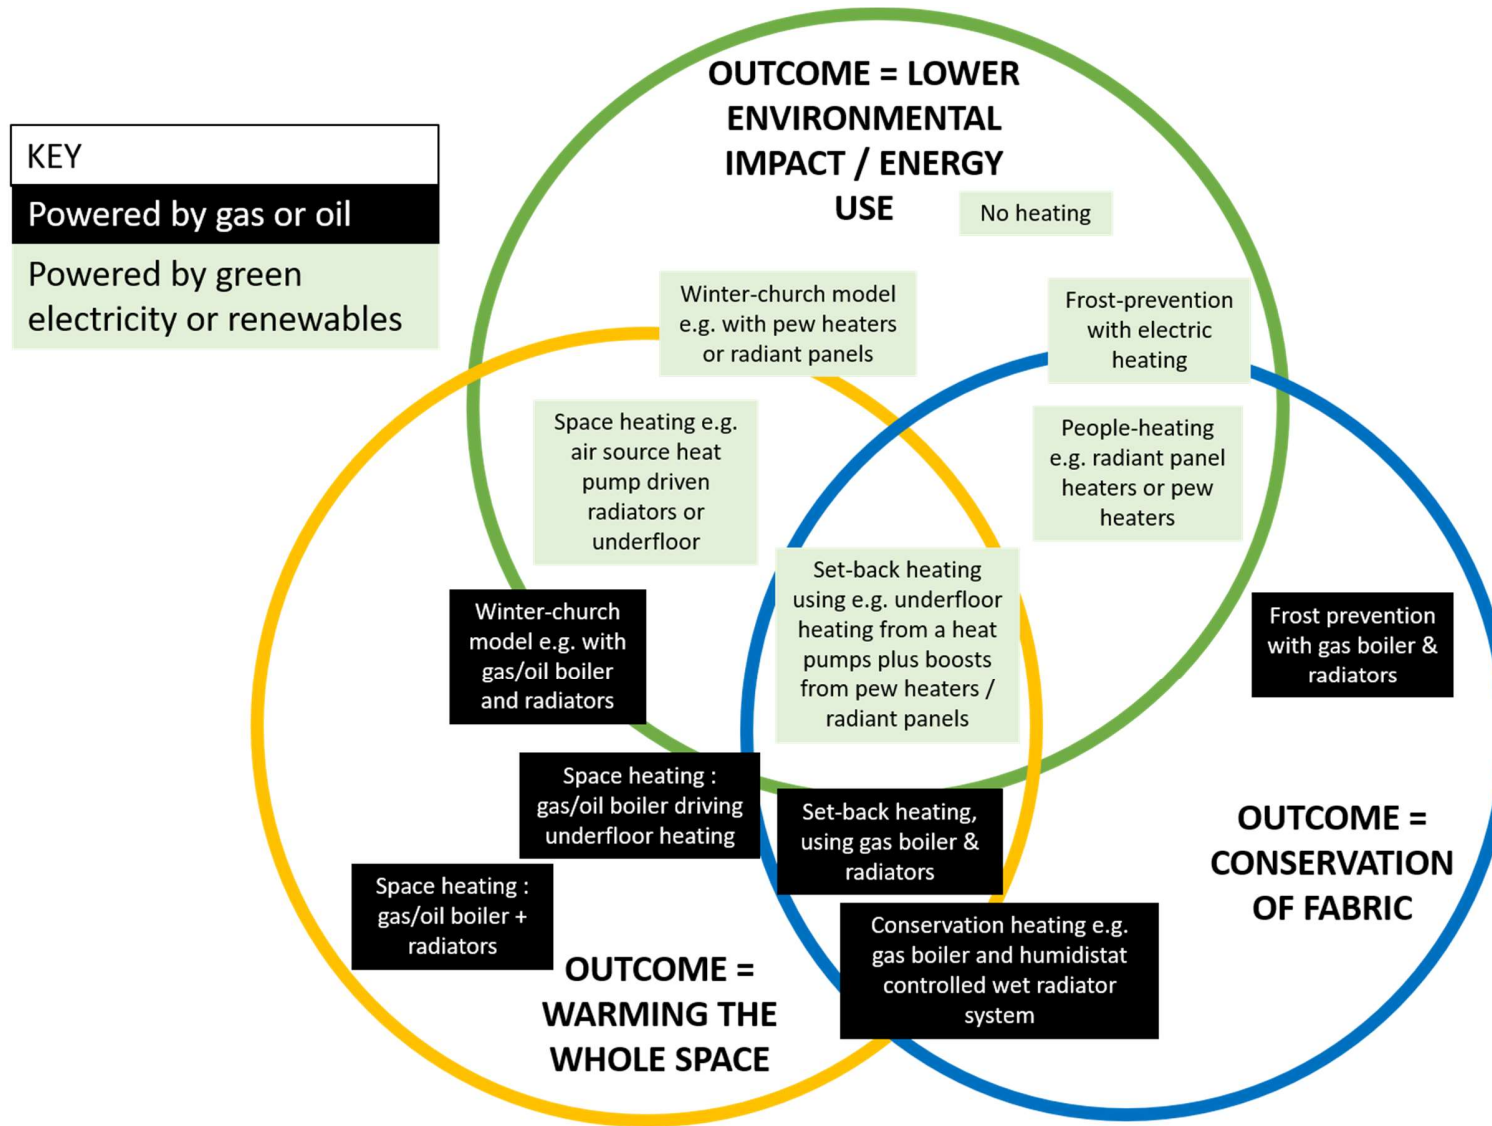 OUTCOME = LOWER
ENVIRONMENTAL
IMPACT / ENERGY
USE
KEY
Powered by gas or oil
Powered by green
electricity or renewables
No heating
Winter-church model
e.g. with pew heaters
or radiant panels
Frost-prevention
with electric
heating
Space heating e.g.
air source heat
pump driven
radiators or
underfloor
People-heating
e.g. radiant panel
heaters or pew
heaters
Set-back heating
using e.g. underfloor
heating from a heat
pumps plus boosts
from pew heaters /
radiant panels
Winter-church
model e.g. with
gas/oil boiler
and radiators
Frost prevention
with gas boiler &
radiators
Space heating :
gas/oil boiler driving
underfloor heating
Set-back heating,
using gas boiler &
radiators
OUTCOME =
CONSERVATION
OF FABRIC
Space heating :
gas/oil boiler +
radiators
Conservation heating e.g.
gas boiler and humidistat
controlled wet radiator
system
OUTCOME =
WARMING THE
WHOLE SPACE